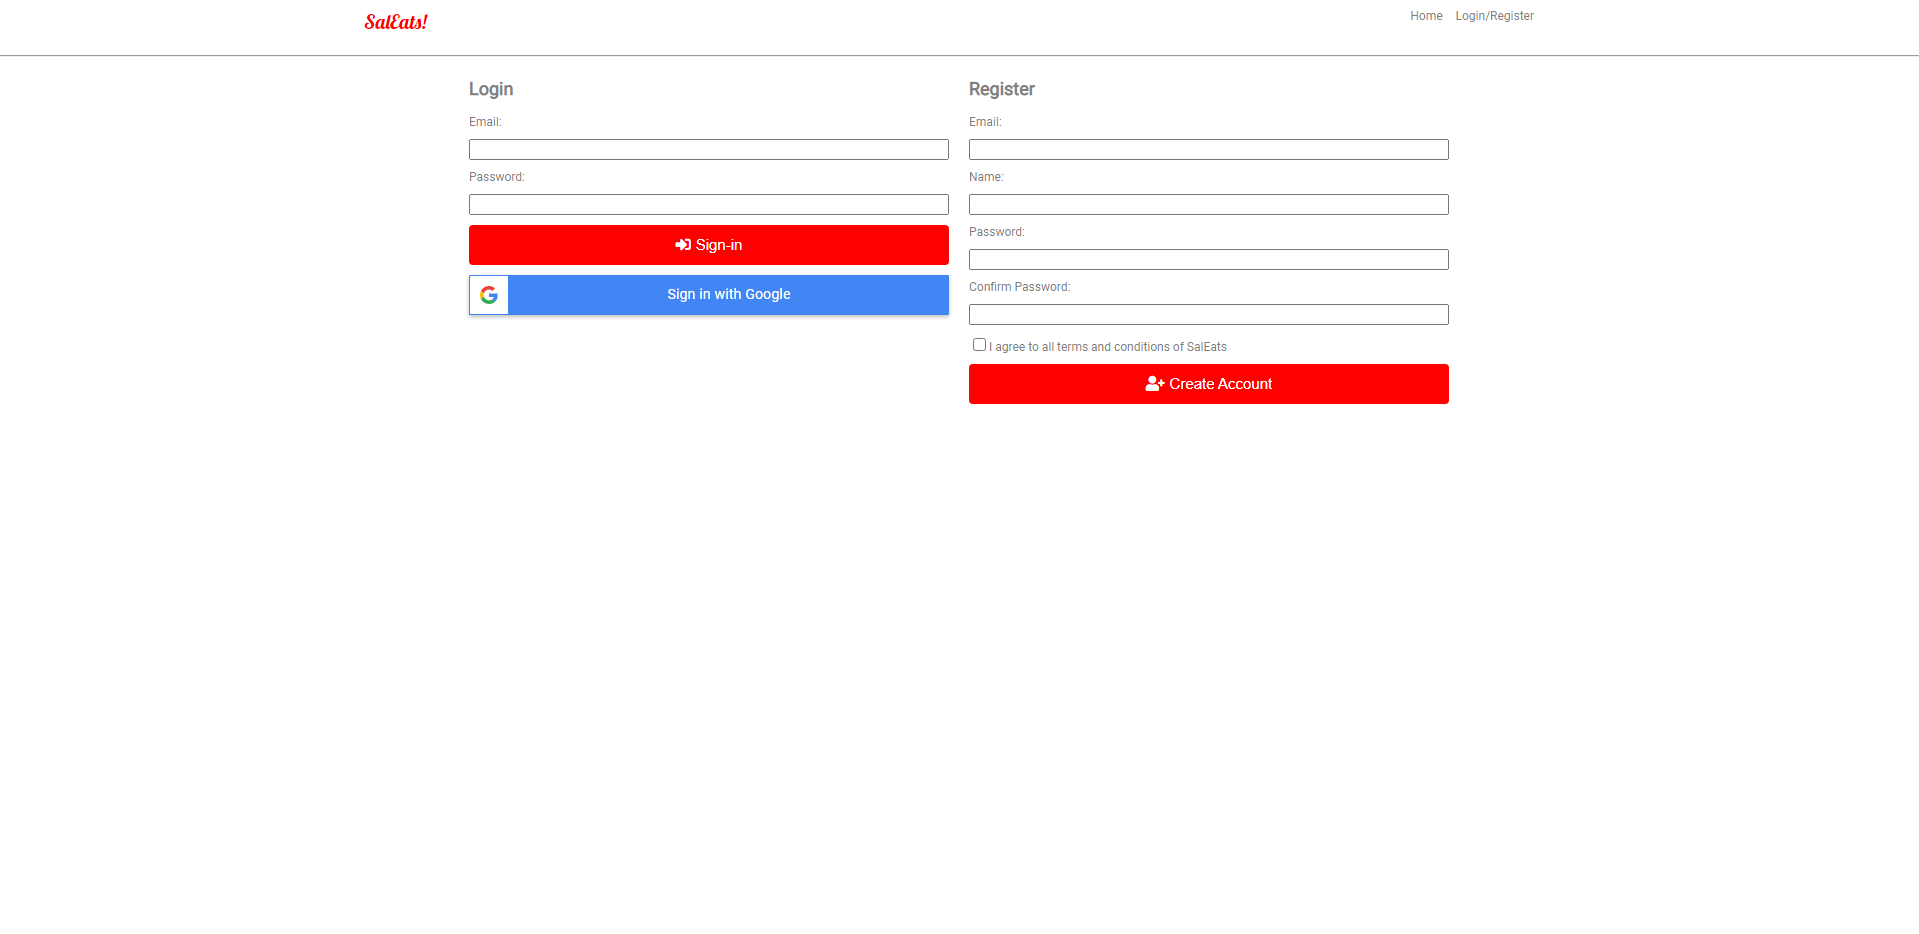 SalEats!
Home Login/Register
Login
Email:
Password:
Sign-in
Sign in with Google
Register
Email:
Name:
Password:
Confirm Password:
I agree to all terms and conditions of SalEats
Create Account